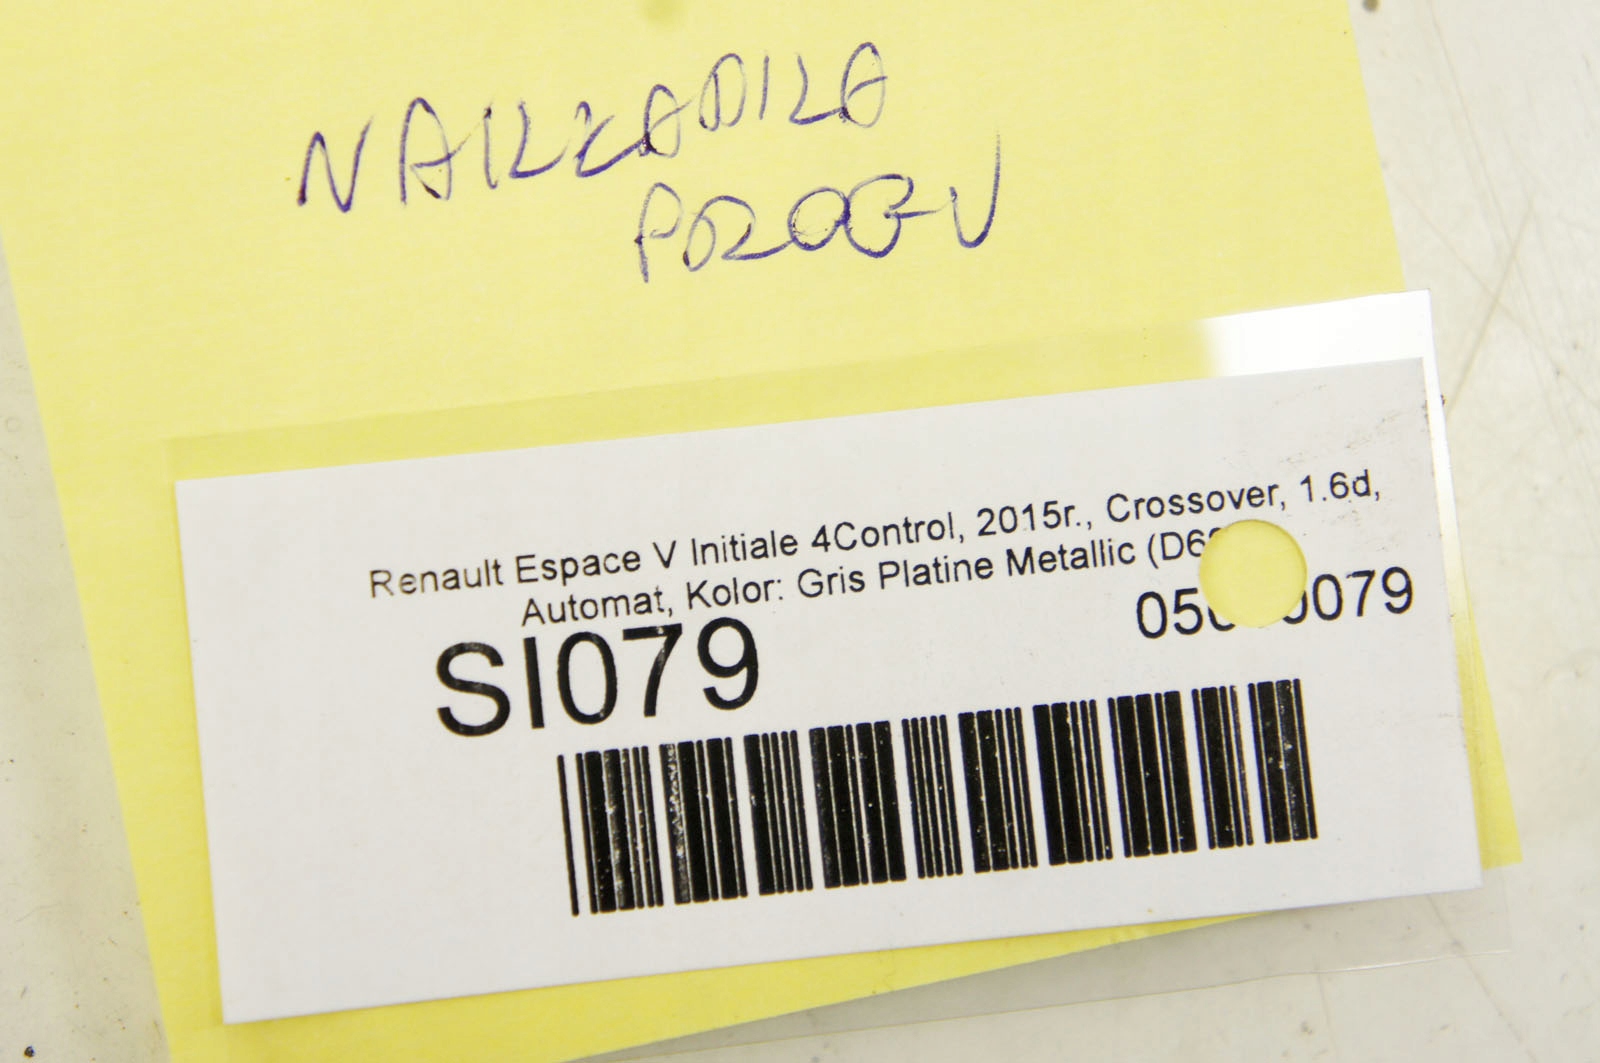 NAKŁADKA
PROGU
Renault Espace V Initiale 4Control, 2015r., Crossover, 1.6d,
Automat, Kolor: Gris Platine Metallic
SI079